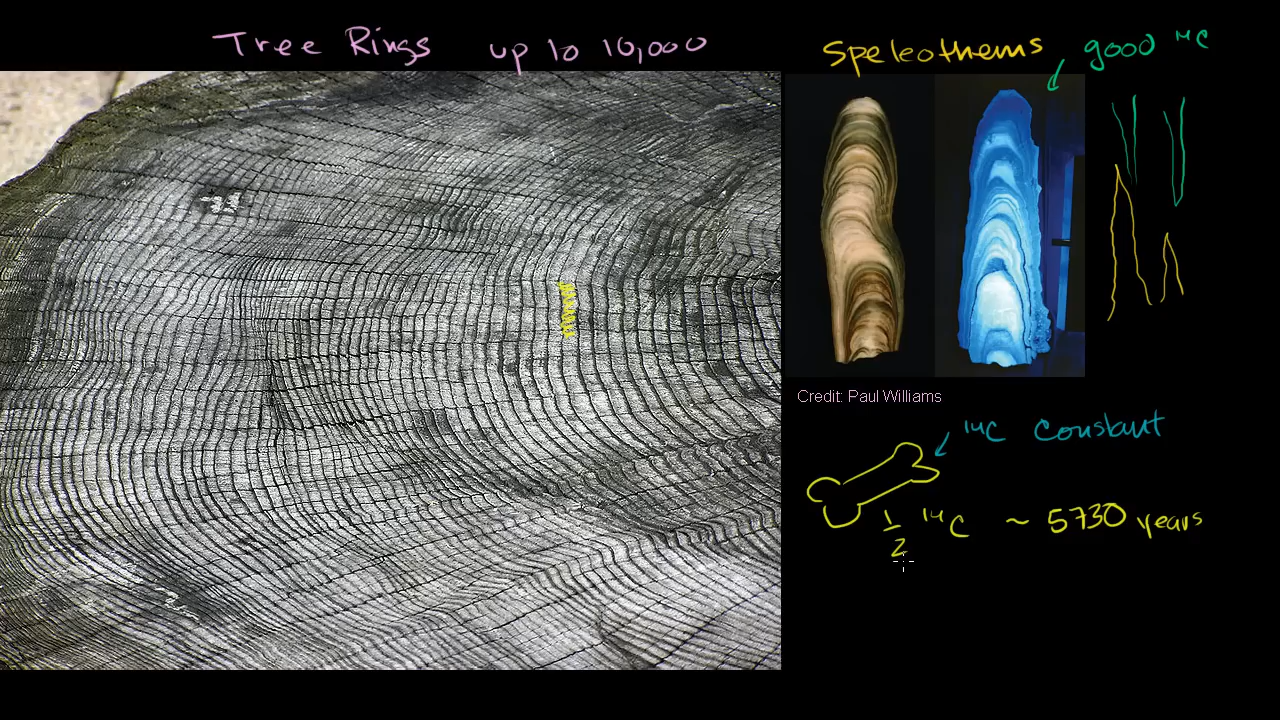 Tree Rings up to 10,000
Speleothems good 14C
Credit: Paul Williams
14C Constant
1/2 14C ~ 5730 years